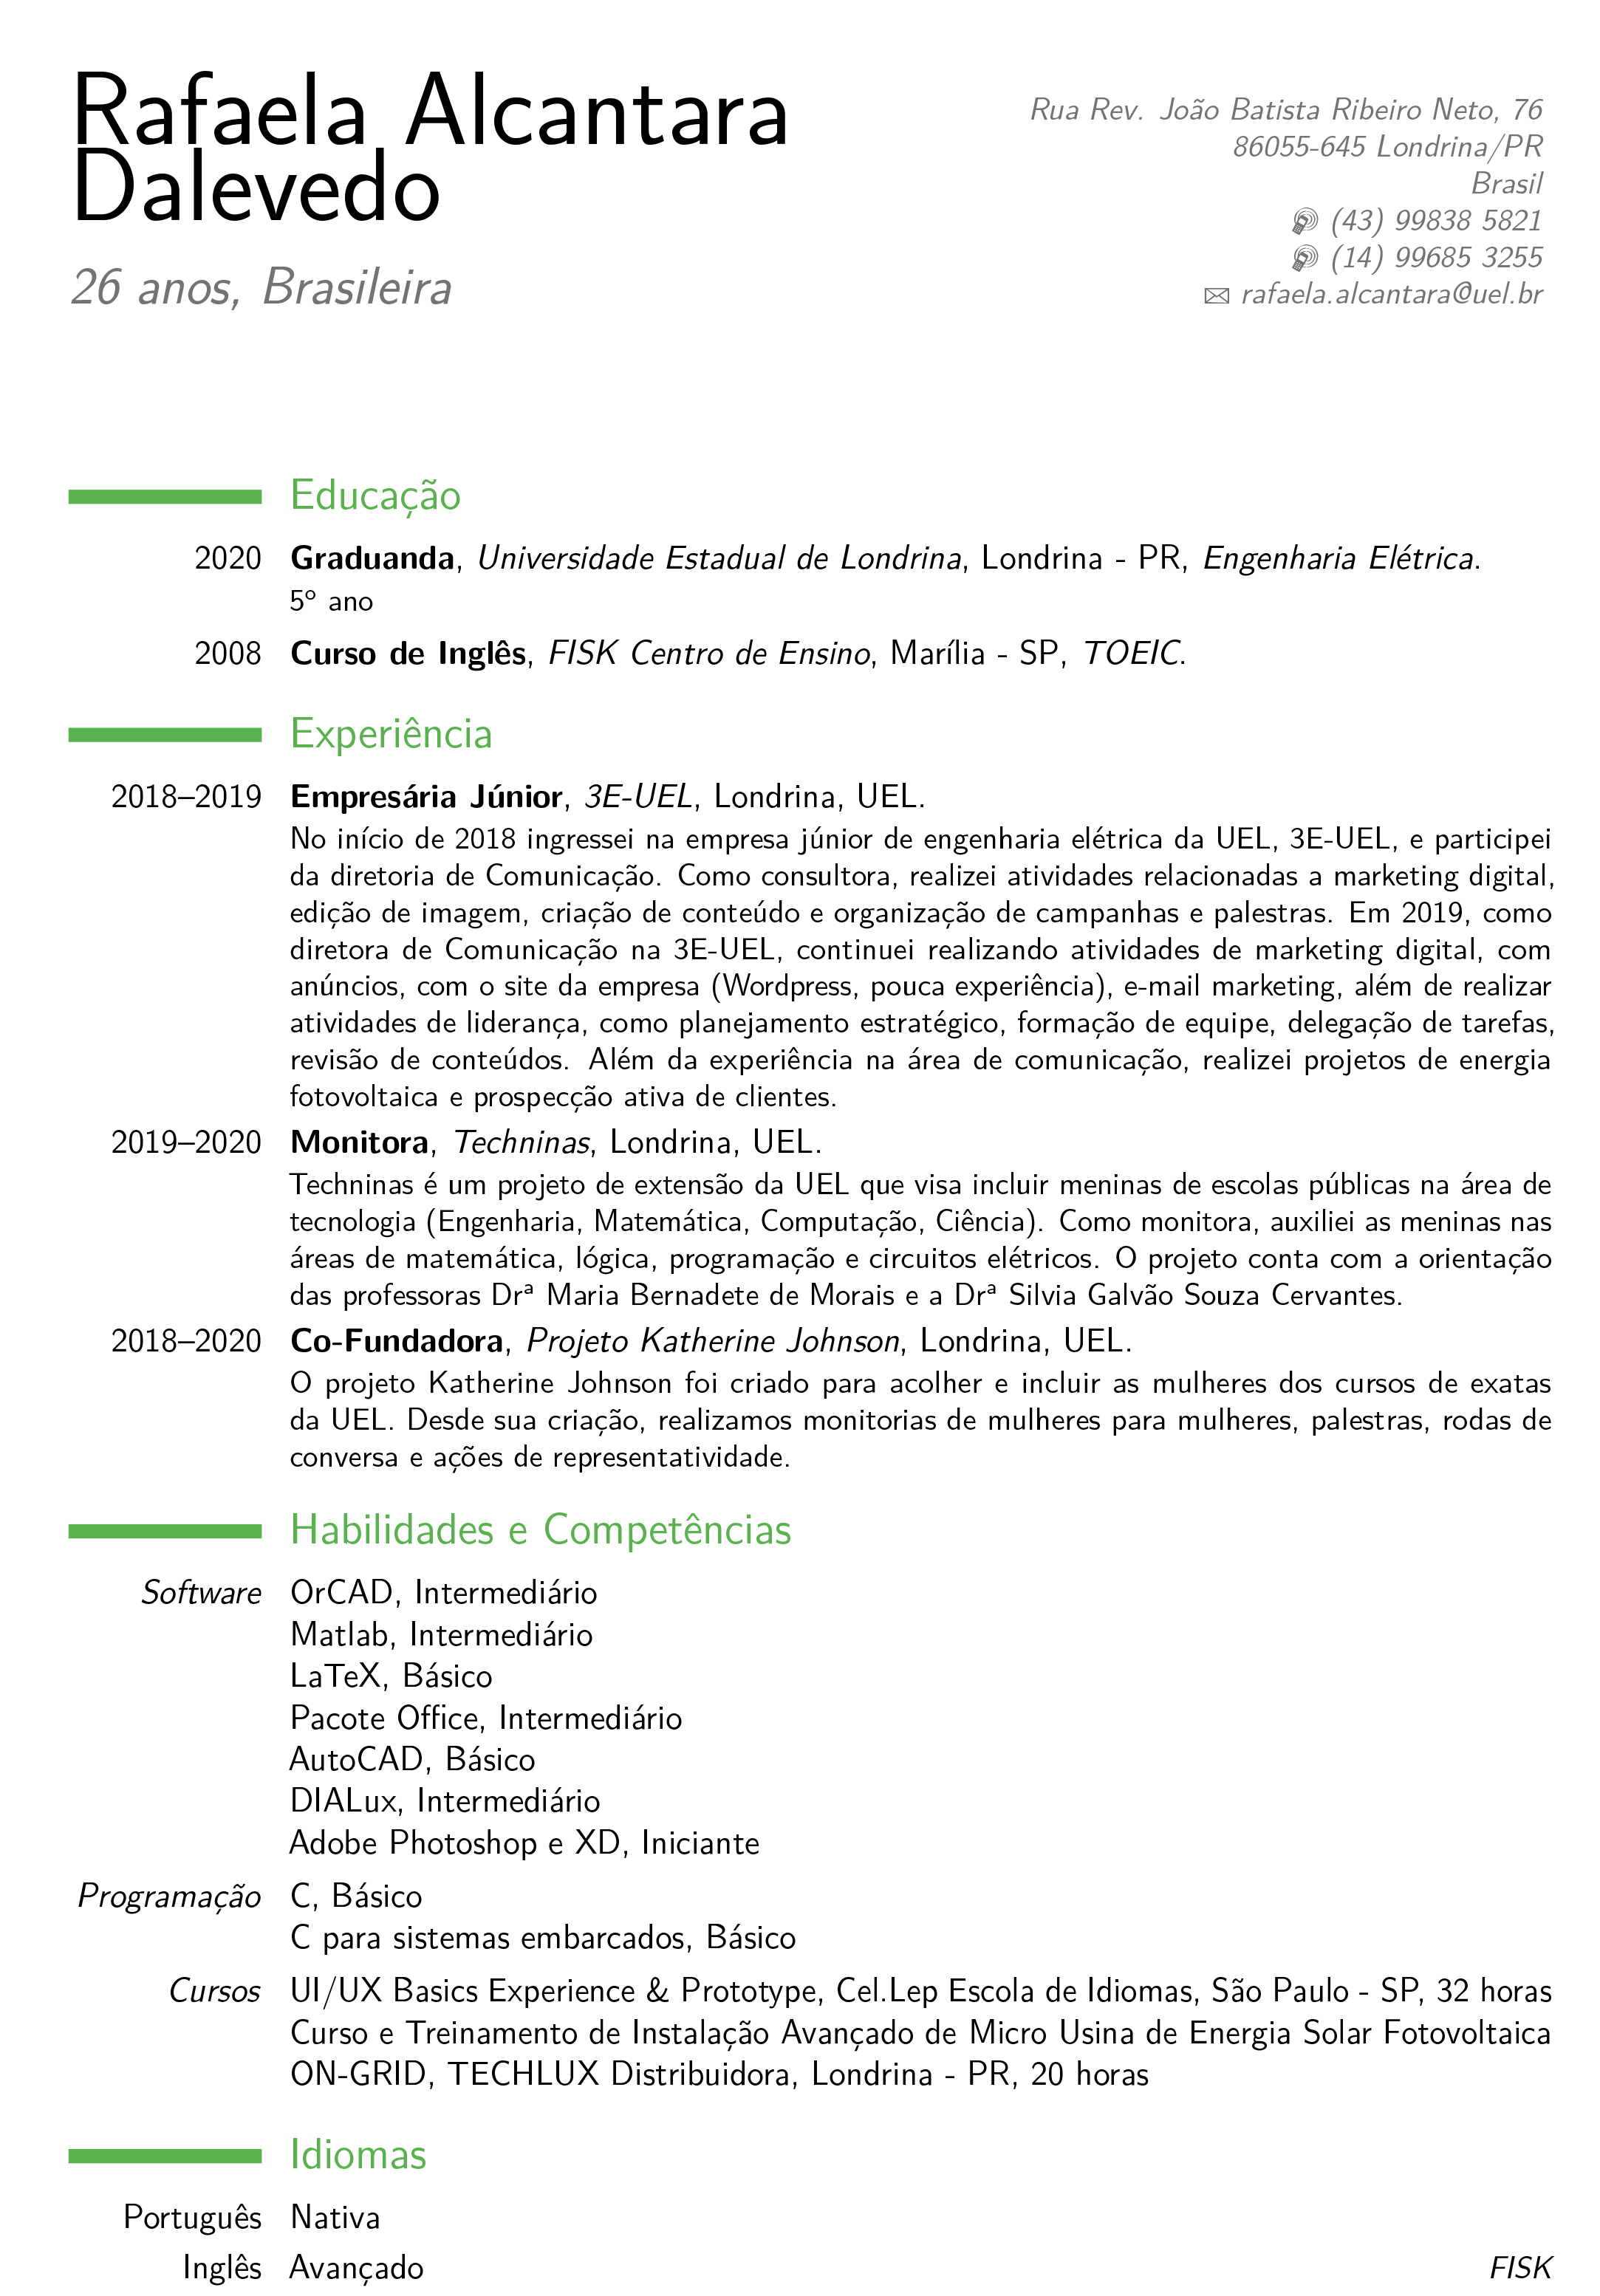 Rafaela Alcantara
Dalevedo
26 anos, Brasileira
Rua Rev. João Batista Ribeiro Neto, 76
86055-645 Londrina/PR
Brasil
(43) 99838 5821
(14) 99685 3255
rafaela.alcantara@uel.br
Educação
2020 Graduanda, Universidade Estadual de Londrina, Londrina - PR, Engenharia Elétrica.
5º ano
2008 Curso de Inglês, FISK Centro de Ensino, Marília - SP, TOEIC.
Experiência
2018–2019 Empresária Júnior, 3E-UEL, Londrina, UEL.
No início de 2018 ingressei na empresa júnior de engenharia elétrica da UEL, 3E-UEL, e participei
da diretoria de Comunicação. Como consultora, realizei atividades relacionadas a marketing digital,
edição de imagem, criação de conteúdo e organização de campanhas e palestras. Em 2019, como
diretora de Comunicação na 3E-UEL, continuei realizando atividades de marketing digital, com
anúncios, com o site da empresa (Wordpress, pouca experiência), e-mail marketing, além de realizar
atividades de liderança, como planejamento estratégico, formação de equipe, delegação de tarefas,
revisão de conteúdos. Além da experiência na área de comunicação, realizei projetos de energia
fotovoltaica e prospecção ativa de clientes.
2019–2020 Monitora, Techninas, Londrina, UEL.
Techninas é um projeto de extensão da UEL que visa incluir meninas de escolas públicas na área de
tecnologia (Engenharia, Matemática, Computação, Ciência). Como monitora, auxiliei as meninas nas
áreas de matemática, lógica, programação e circuitos elétricos. O projeto conta com a orientação
das professoras Drª Maria Bernadete de Morais e a Drª Silvia Galvão Souza Cervantes.
2018–2020 Co-Fundadora, Projeto Katherine Johnson, Londrina, UEL.
O projeto Katherine Johnson foi criado para acolher e incluir as mulheres dos cursos de exatas
da UEL. Desde sua criação, realizamos monitorias de mulheres para mulheres, palestras, rodas de
conversa e ações de representatividade.
Habilidades e Competências
Software OrCAD, Intermediário
Matlab, Intermediário
LaTeX, Básico
Pacote Office, Intermediário
AutoCAD, Básico
DIALux, Intermediário
Adobe Photoshop e XD, Iniciante
Programação C, Básico
C para sistemas embarcados, Básico
Cursos UI/UX Basics Experience & Prototype, Cel.Lep Escola de Idiomas, São Paulo - SP, 32 horas
Curso e Treinamento de Instalação Avançado de Micro Usina de Energia Solar Fotovoltaica
ON-GRID, TECHLUX Distribuidora, Londrina - PR, 20 horas
Idiomas
Português Nativa
Inglês Avançado FISK